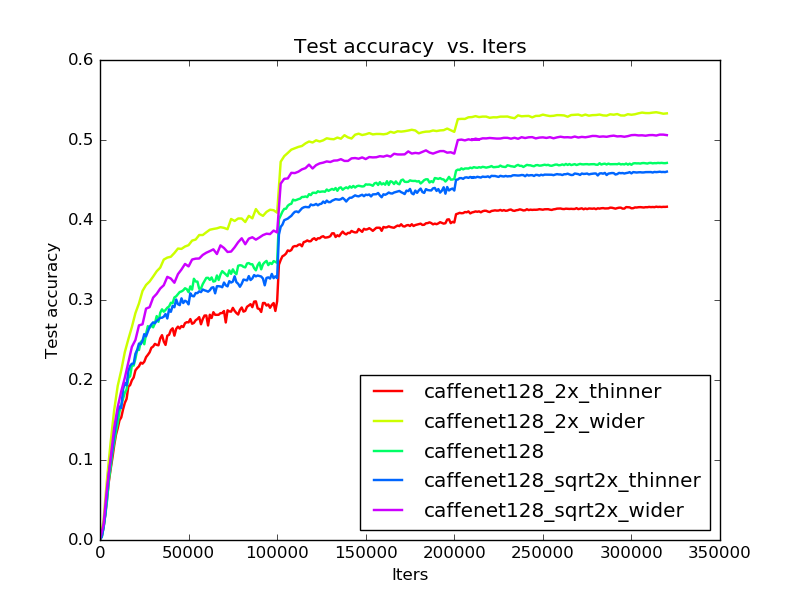 Test accuracy  vs. Iters
Test accuracy
0.6
0.5
0.4
0.3
0.2
0.1
0.0
0
50000
100000
150000
200000
250000
300000
350000
Iters
caffenet128_2x_thinner
caffenet128_2x_wider
caffenet128
caffenet128_sqrt2x_thinner
caffenet128_sqrt2x_wider